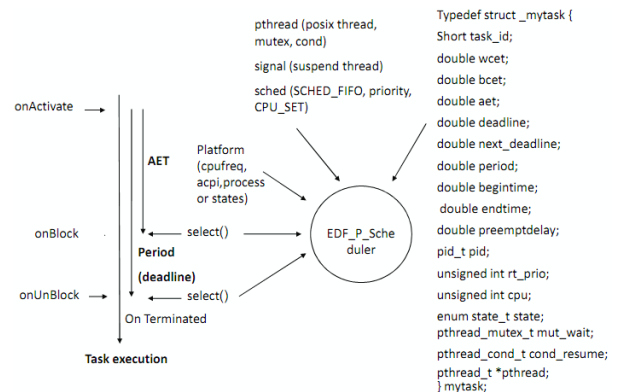 pthread (posix thread,
mutex, cond)
signal (suspend thread)
sched (SCHED_FIFO, priority,
CPU_SET)
onActivate
AET
Platform
(cpufreq,
acpi,process
or states)
onBlock
select()
EDF_P_Sche
duler
Period
(deadline)
onUnBlock
select()
On Terminated
Task execution
Typedef struct _mytask {
Short task_id;
double wcet;
double bcet;
double aet;
double deadline;
double next_deadline;
double period;
double begintime;
double endtime;
double preemptdelay;
pid_t pid;
unsigned int rt_prio;
unsigned int cpu;
enum state_t state;
pthread_mutex_t mut_wait;
pthread_cond_t cond_resume;
pthread_t *pthread;
} mytask;